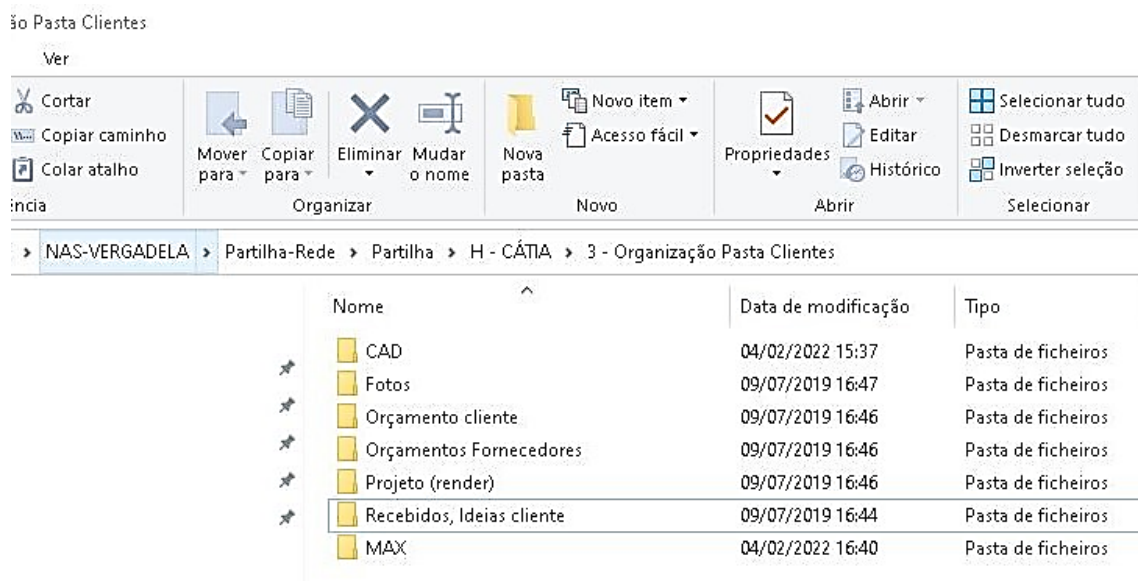 ão Pasta Clientes
Ver
Cortar
Copiar caminho
Colar atalho
ência
Mover para
Copiar para
Eliminar
Mudar o nome
Organizar
Nova pasta
Novo item
Acesso fácil
Novo
Propriedades
Abrir
Editar
Histórico
Abrir
Selecionar tudo
Desmarcar tudo
Inverter seleção
Selecionar
› NAS-VERGADELA › Partilha-Rede › Partilha › H - CÁTIA › 3 - Organização Pasta Clientes
Nome Data de modificação Tipo
CAD 04/02/2022 15:37 Pasta de ficheiros
Fotos 09/07/2019 16:47 Pasta de ficheiros
Orçamento cliente 09/07/2019 16:46 Pasta de ficheiros
Orçamentos Fornecedores 09/07/2019 16:46 Pasta de ficheiros
Projeto (render) 09/07/2019 16:46 Pasta de ficheiros
Recebidos, Ideias cliente 09/07/2019 16:44 Pasta de ficheiros
MAX 04/02/2022 16:40 Pasta de ficheiros